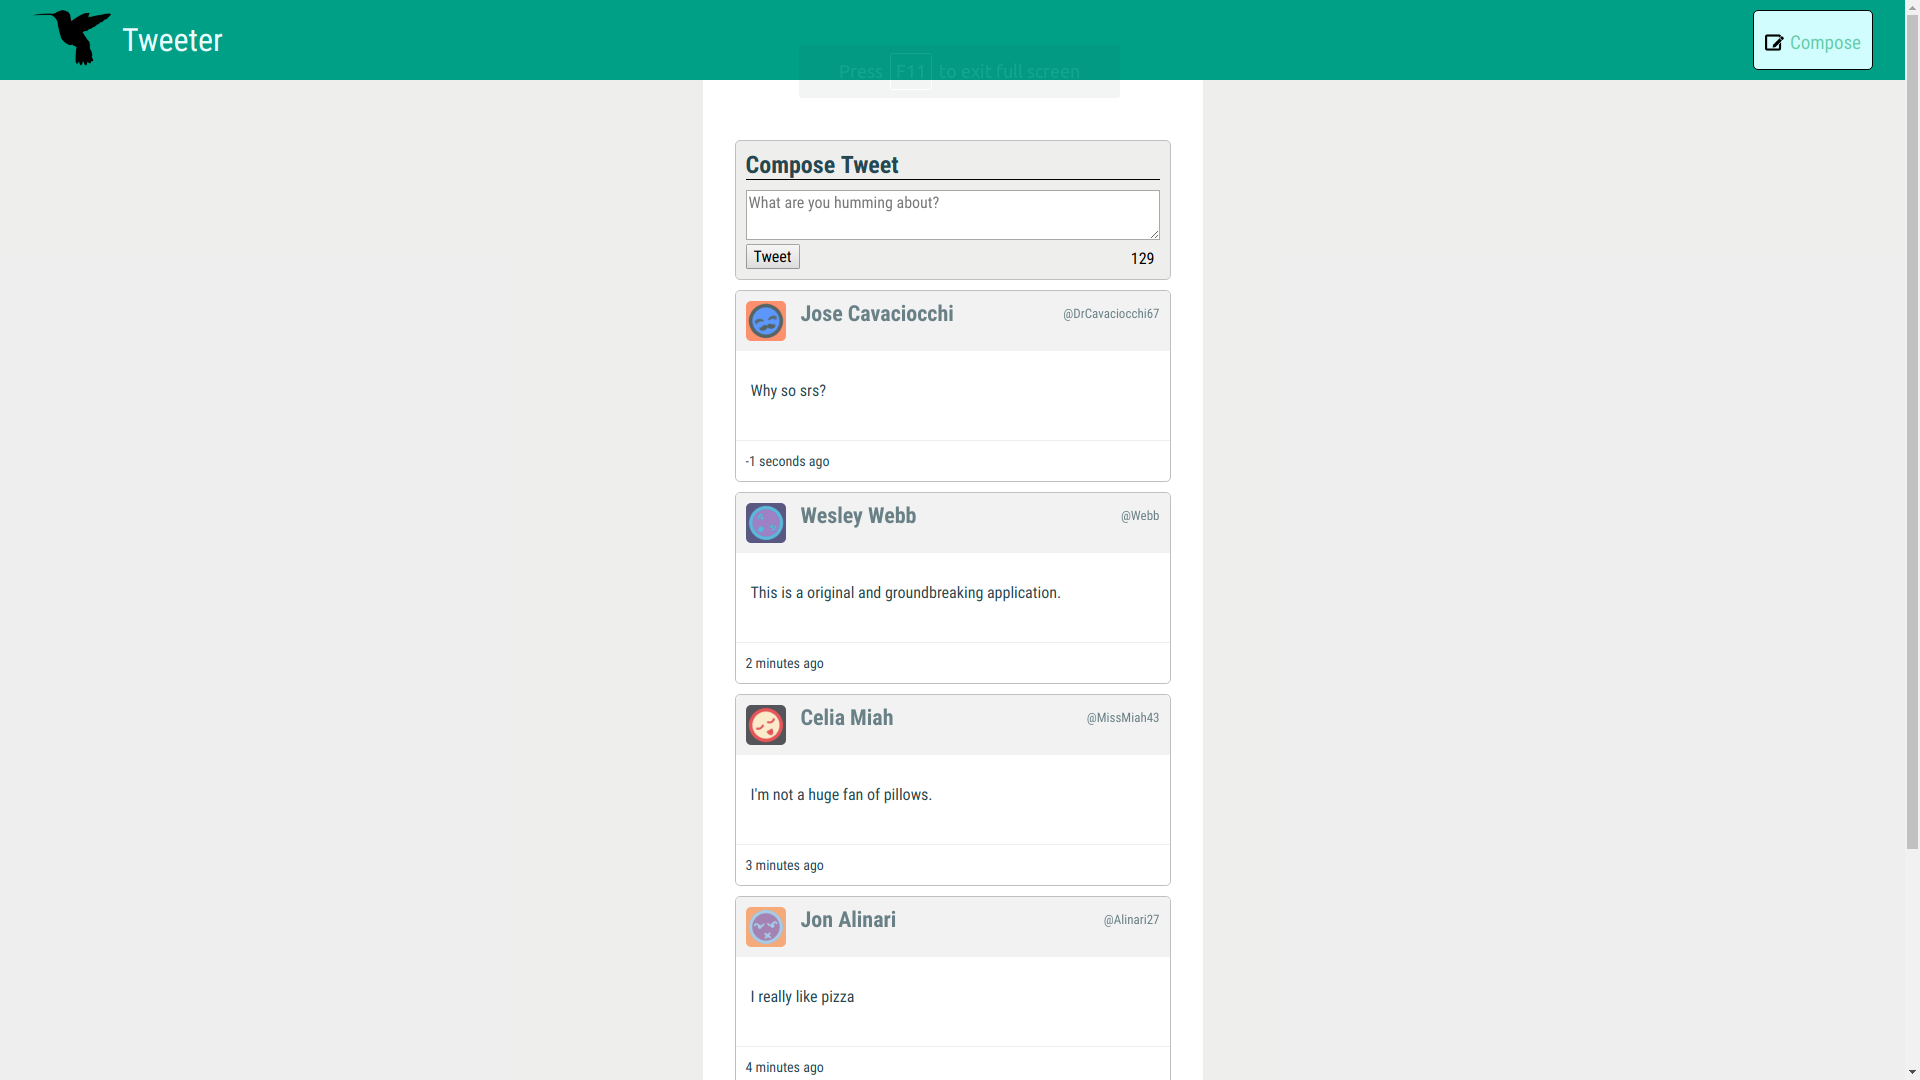 Tweeter
Compose
Press F11 to exit full screen
Compose Tweet
What are you humming about?
Tweet
129
Jose Cavaciocchi
@DrCavaciocchi67
Why so srs?
-1 seconds ago
Wesley Webb
@Webb
This is a original and groundbreaking application.
2 minutes ago
Celia Miah
@MissMiah43
I'm not a huge fan of pillows.
3 minutes ago
Jon Alinari
@Alinari27
I really like pizza
4 minutes ago